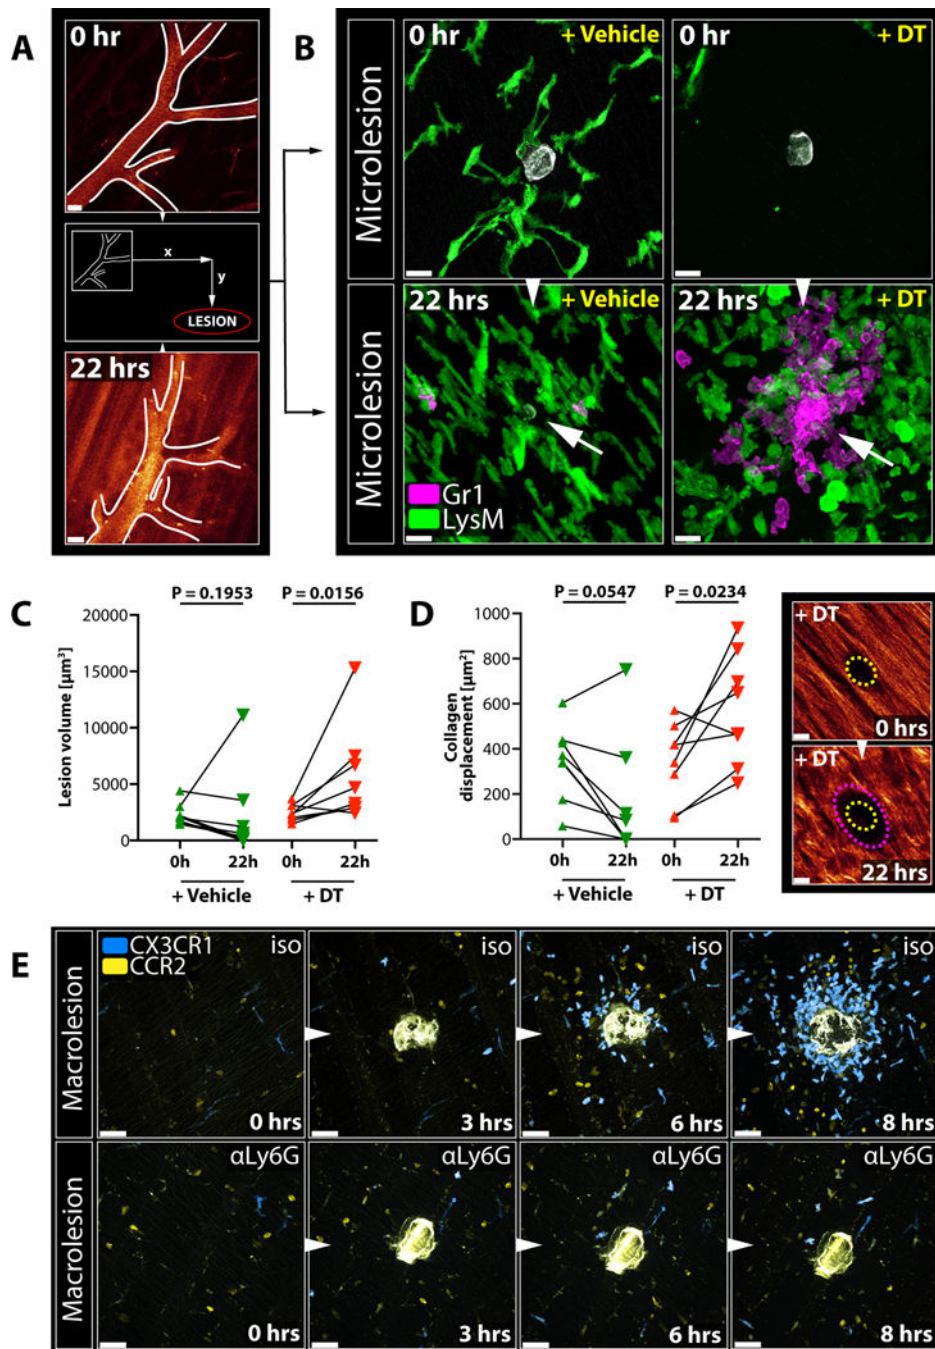 A
0 hr
x
y
LESION
22 hrs
B
Microlesion
0 hr
+ Vehicle
0 hr
+ DT
Microlesion
22 hrs
+ Vehicle
22 hrs
+ DT
Gr1
LysM
C
P = 0.1953
P = 0.0156
Lesion volume [µm³]
20000
15000
10000
5000
0
0h
22h
0h
22h
+ Vehicle
+ DT
D
P = 0.0547
P = 0.0234
Collagen
displacement [µm²]
1000
800
600
400
200
0
0h
22h
0h
22h
+ Vehicle
+ DT
+ DT
0 hrs
+ DT
22 hrs
E
Macrolesion
CX3CR1
CCR2
iso
0 hrs
iso
3 hrs
iso
6 hrs
iso
8 hrs
Macrolesion
αLy6G
0 hrs
αLy6G
3 hrs
αLy6G
6 hrs
αLy6G
8 hrs